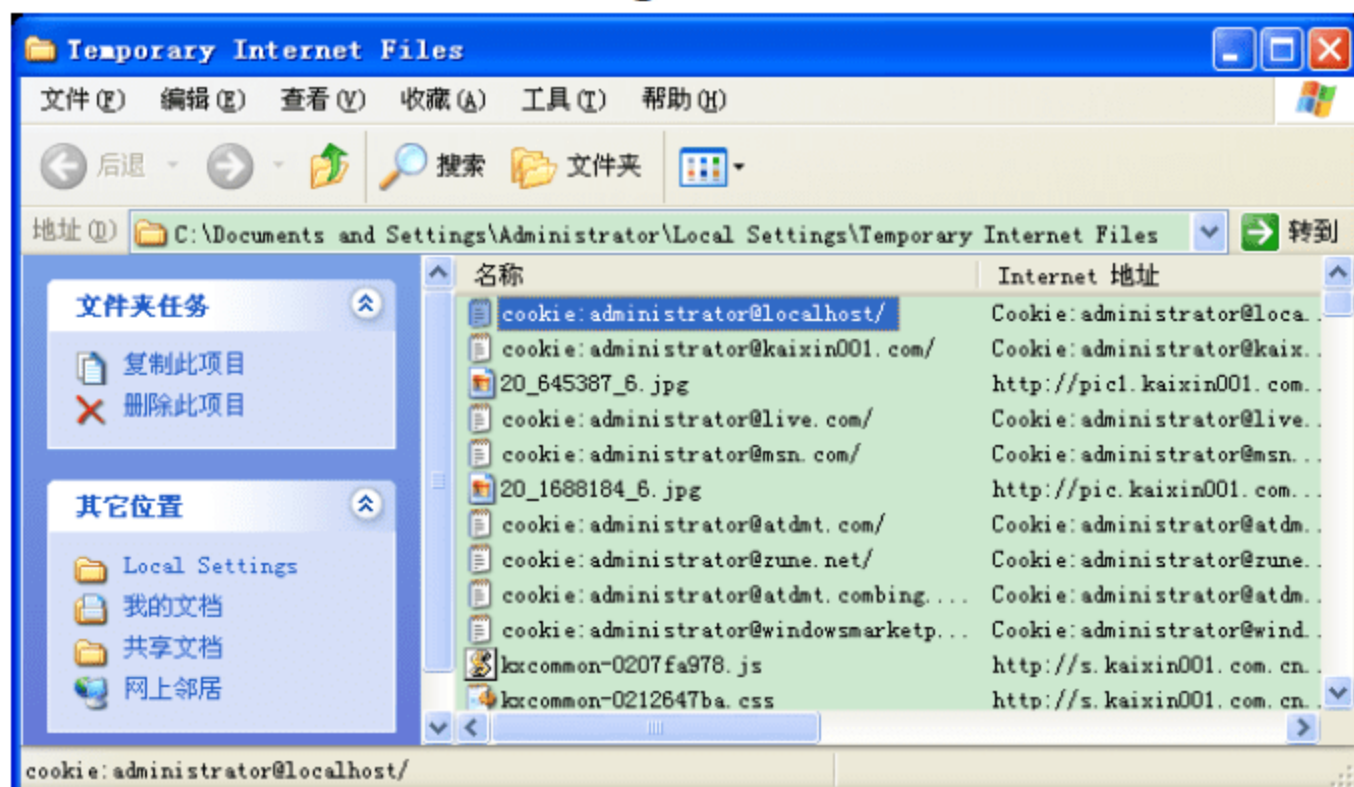 Temporary Internet Files
文件(F) 编辑(E) 查看(V) 收藏(A) 工具(T) 帮助(H)
后退 搜索 文件夹
地址(D) C:\Documents and Settings\Administrator\Local Settings\Temporary Internet Files 转到
文件夹任务
复制此项目
删除此项目
其它位置
Local Settings
我的文档
共享文档
网上邻居
名称 Internet 地址
cookie:administrator@localhost/ Cookie:administrator@loca..
cookie:administrator@kaixin001.com/ Cookie:administrator@kaix..
20_645387_6.jpg http://pic1.kaixin001.com..
cookie:administrator@live.com/ Cookie:administrator@live..
cookie:administrator@msn.com/ Cookie:administrator@msn...
20_1688184_6.jpg http://pic.kaixin001.com...
cookie:administrator@atdmt.com/ Cookie:administrator@atdm..
cookie:administrator@zune.net/ Cookie:administrator@zune..
cookie:administrator@atdmt.combing.... Cookie:administrator@atdm..
cookie:administrator@windowsmarketp... Cookie:administrator@wind..
kxcommon-0207fa978.js http://s.kaixin001.com.cn..
kxcommon-0212647ba.css http://s.kaixin001.com.cn..
cookie:administrator@localhost/